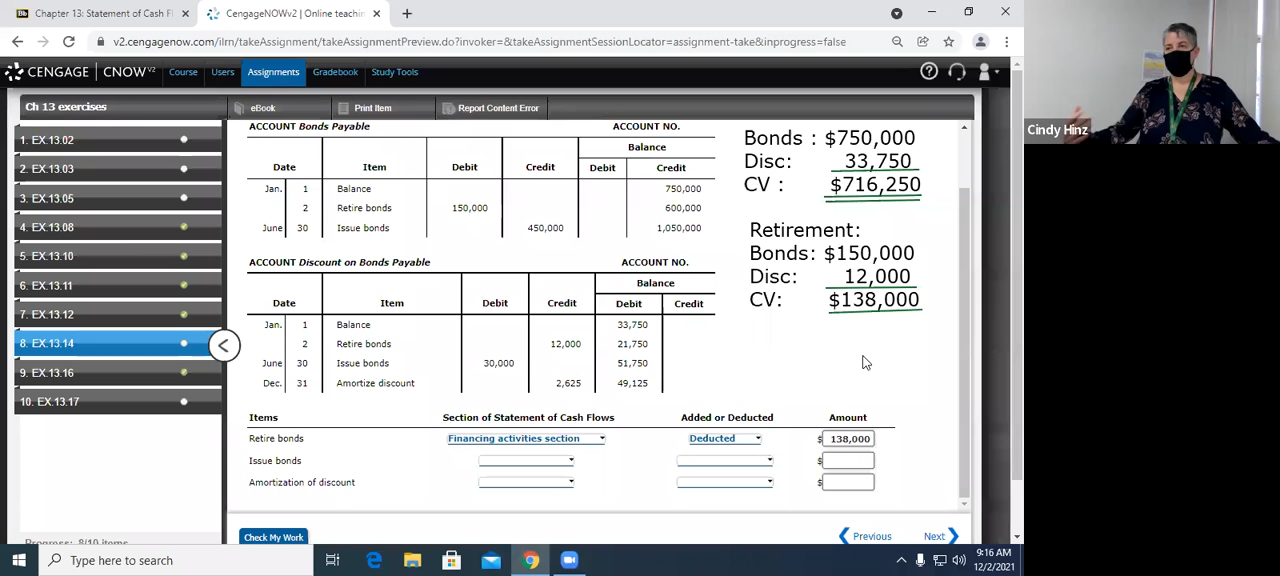 Chapter 13: Statement of Cash Fl
CengageNOWv2 | Online teachin
v2.cengagenow.com/ilrn/takeAssignment/takeAssignmentPreview.do?invoker=&takeAssignmentSessionLocator=assignment-take&inprogress=false
CENGAGE | CNOWv2 Course Users Assignments Gradebook Study Tools
Ch 13 exercises
eBook Print Item Report Content Error
1. EX.13.02
2. EX.13.03
3. EX.13.05
4. EX.13.08
5. EX.13.10
6. EX.13.11
7. EX.13.12
8. EX.13.14
9. EX.13.16
10. EX.13.17
ACCOUNT Bonds Payable ACCOUNT NO.
Balance
Date Item Debit Credit Debit Credit
Jan. 1 Balance 750,000
2 Retire bonds 150,000 600,000
June 30 Issue bonds 450,000 1,050,000
ACCOUNT Discount on Bonds Payable ACCOUNT NO.
Balance
Date Item Debit Credit Debit Credit
Jan. 1 Balance 33,750
2 Retire bonds 12,000 21,750
June 30 Issue bonds 30,000 51,750
Dec. 31 Amortize discount 2,625 49,125
Items Section of Statement of Cash Flows Added or Deducted Amount
Retire bonds Financing activities section Deducted $ 138,000
Issue bonds $
Amortization of discount $
Bonds : $750,000
Disc: 33,750
CV : $716,250
Retirement:
Bonds: $150,000
Disc: 12,000
CV: $138,000
Cindy Hinz
Progress: 8/10 items
Check My Work
Previous Next
Type here to search
9:16 AM
12/2/2021